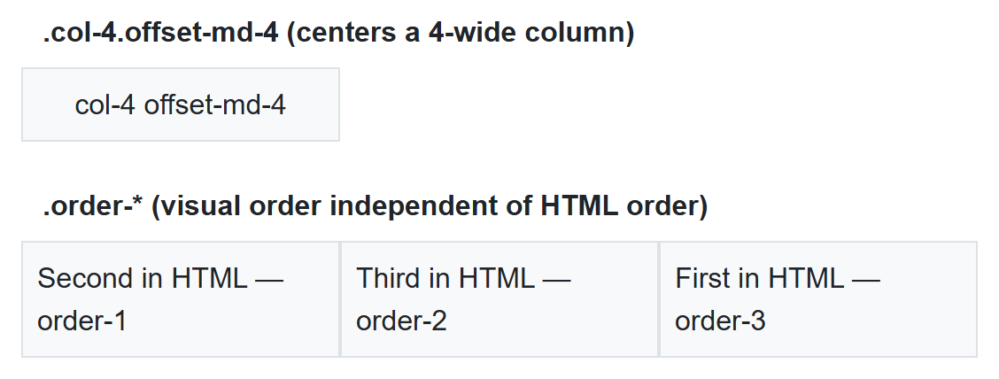 .col-4.offset-md-4 (centers a 4-wide column)
col-4 offset-md-4
.order-* (visual order independent of HTML order)
Second in HTML —
order-1
Third in HTML —
order-2
First in HTML —
order-3